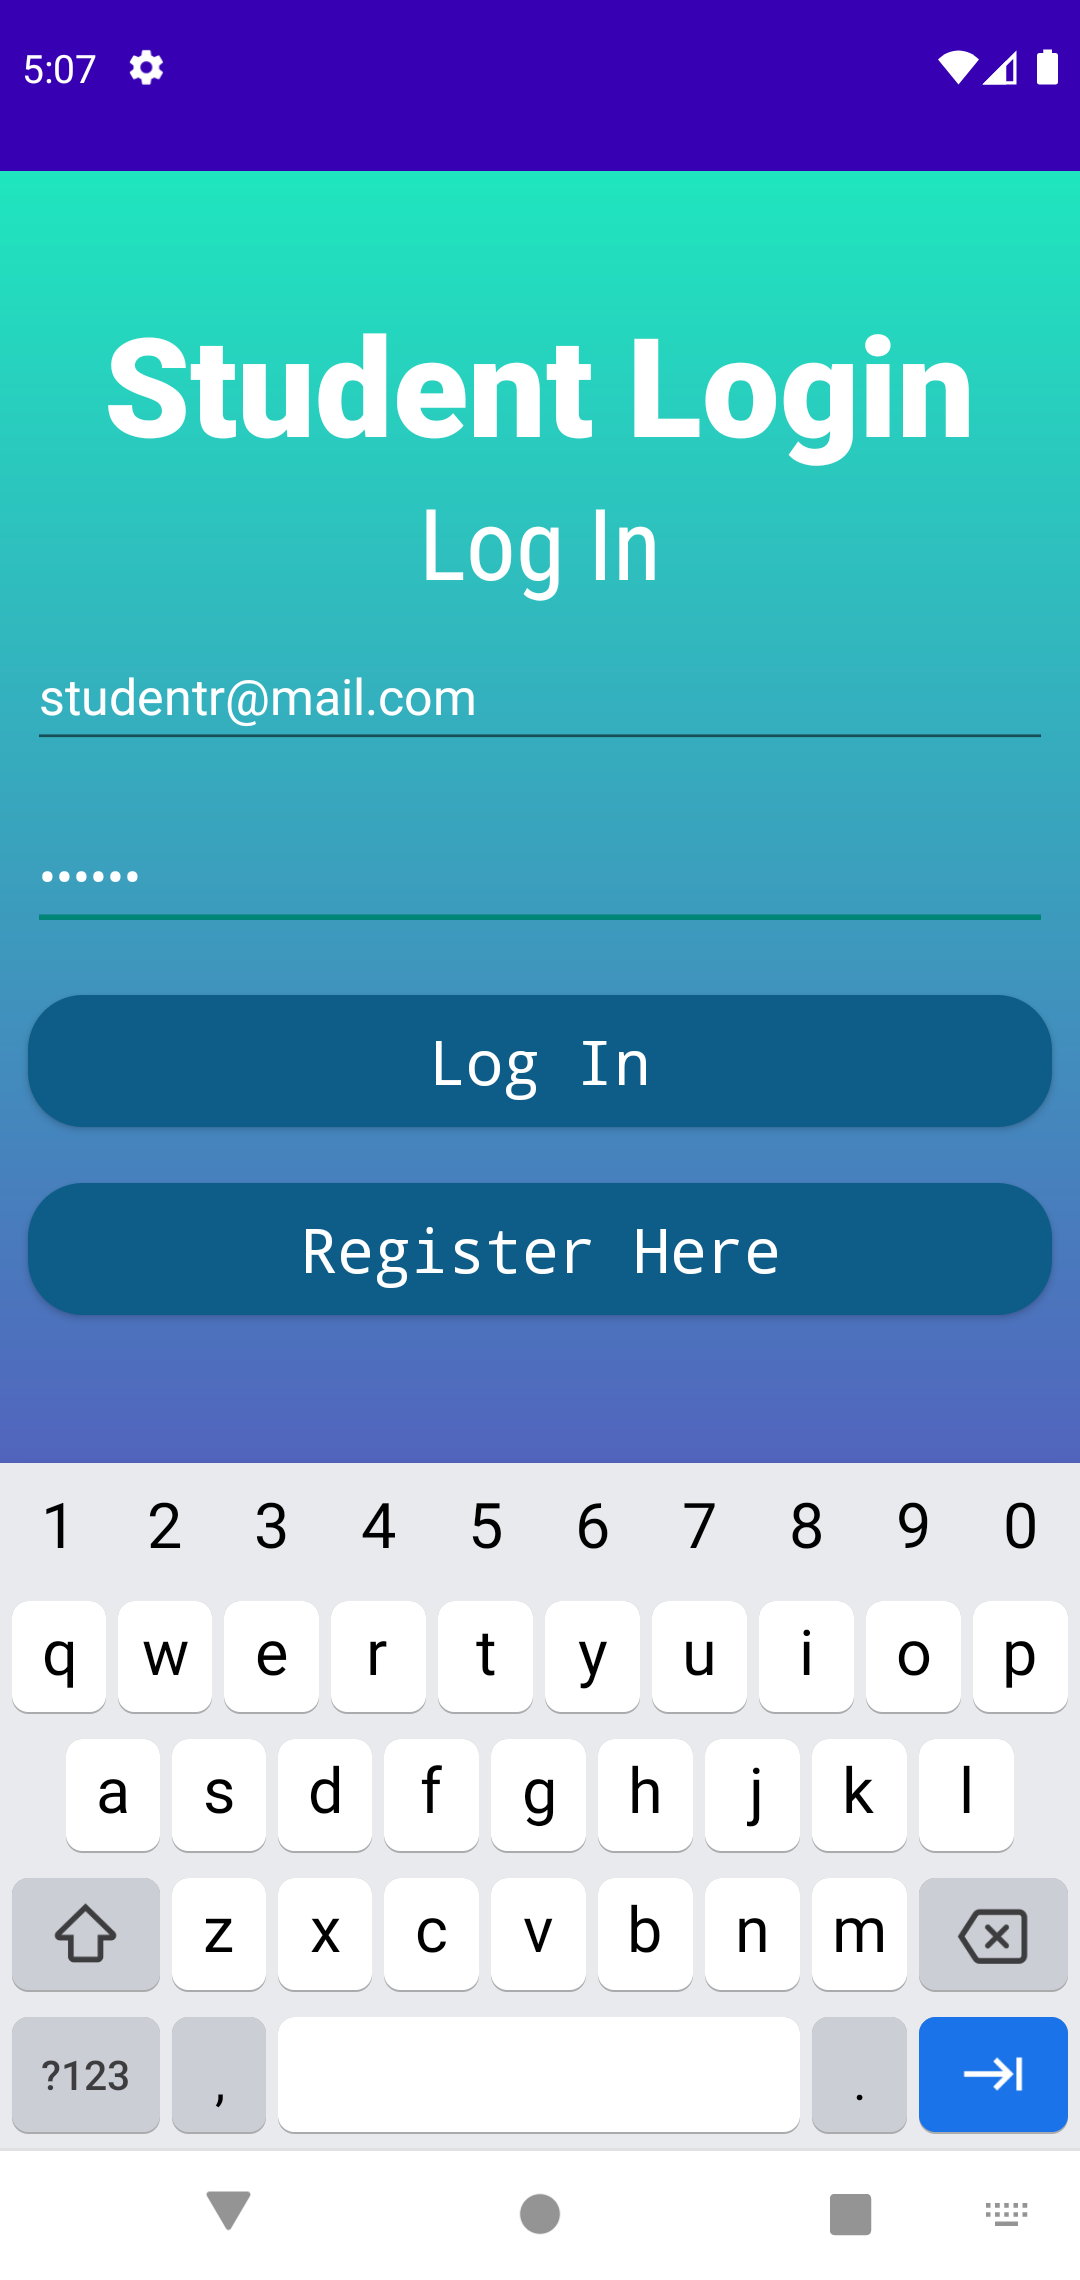 5:07
Student Login
Log In
studentr@mail.com
••••••
Log In
Register Here
1 2 3 4 5 6 7 8 9 0
q w e r t y u i o p
a s d f g h j k l
z x c v b n m
?123 , .